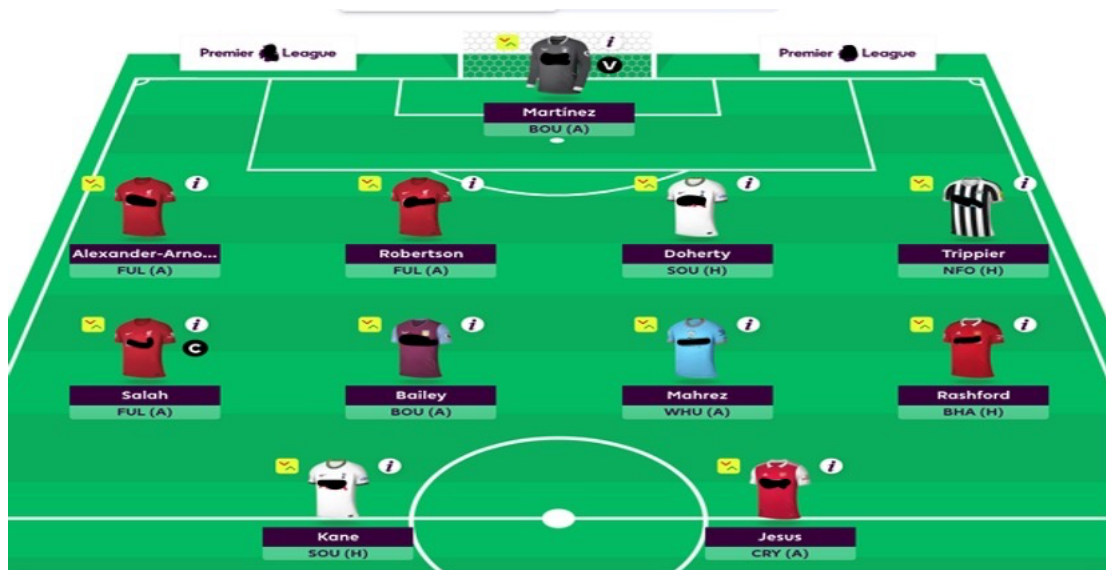 Premier League
Premier League
i
V
Martínez
BOU (A)
i
i
i
i
Alexander-Arno...
Robertson
Doherty
Trippier
FUL (A)
FUL (A)
SOU (H)
NFO (H)
i
i
i
i
C
Salah
Bailey
Mahrez
Rashford
FUL (A)
BOU (A)
WHU (A)
BHA (H)
i
i
Kane
Jesus
SOU (H)
CRY (A)